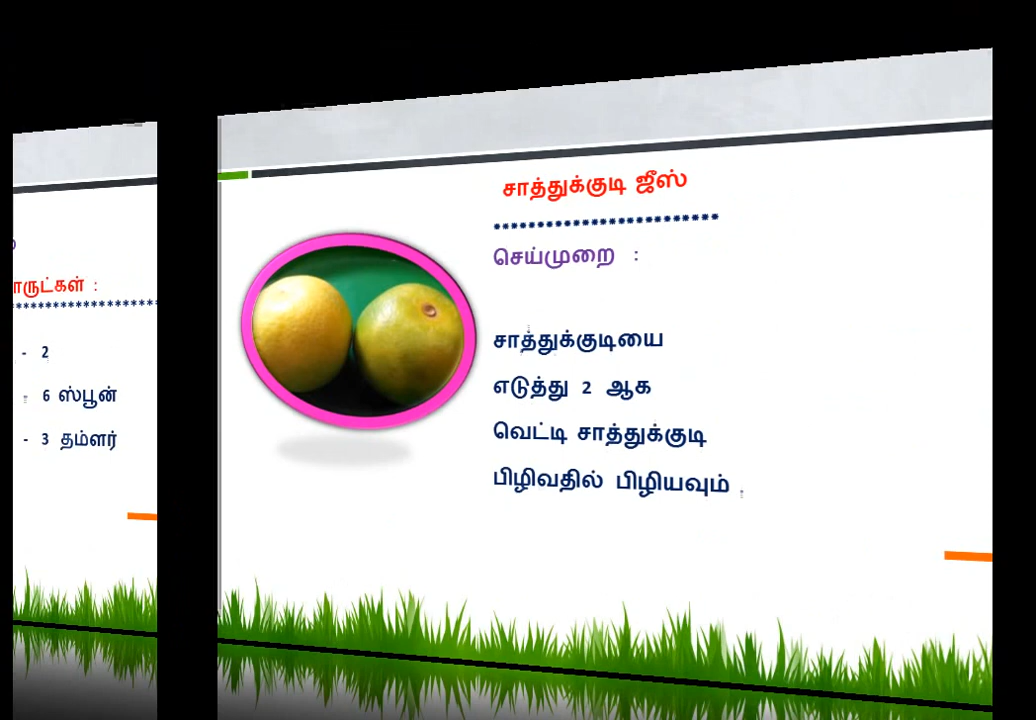 ருட்கள் :
***********************
- 2
- 6 ஸ்பூன்
- 3 தம்ளர்
சாத்துக்குடி ஜீஸ்
**************************
செய்முறை :
சாத்துக்குடியை
எடுத்து 2 ஆக
வெட்டி சாத்துக்குடி
பிழிவதில் பிழியவும் .